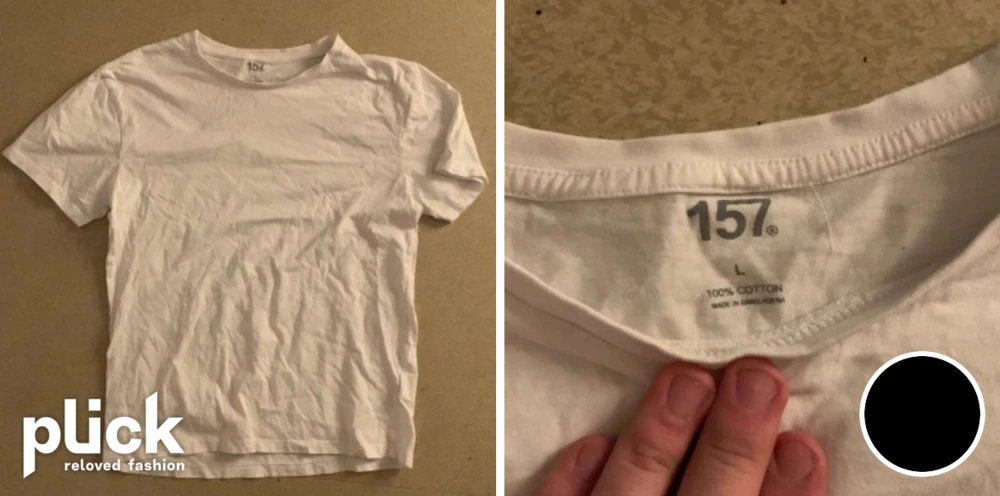 157
plick
reloved fashion
157®
L
100% COTTON
MADE IN BANGLADESH